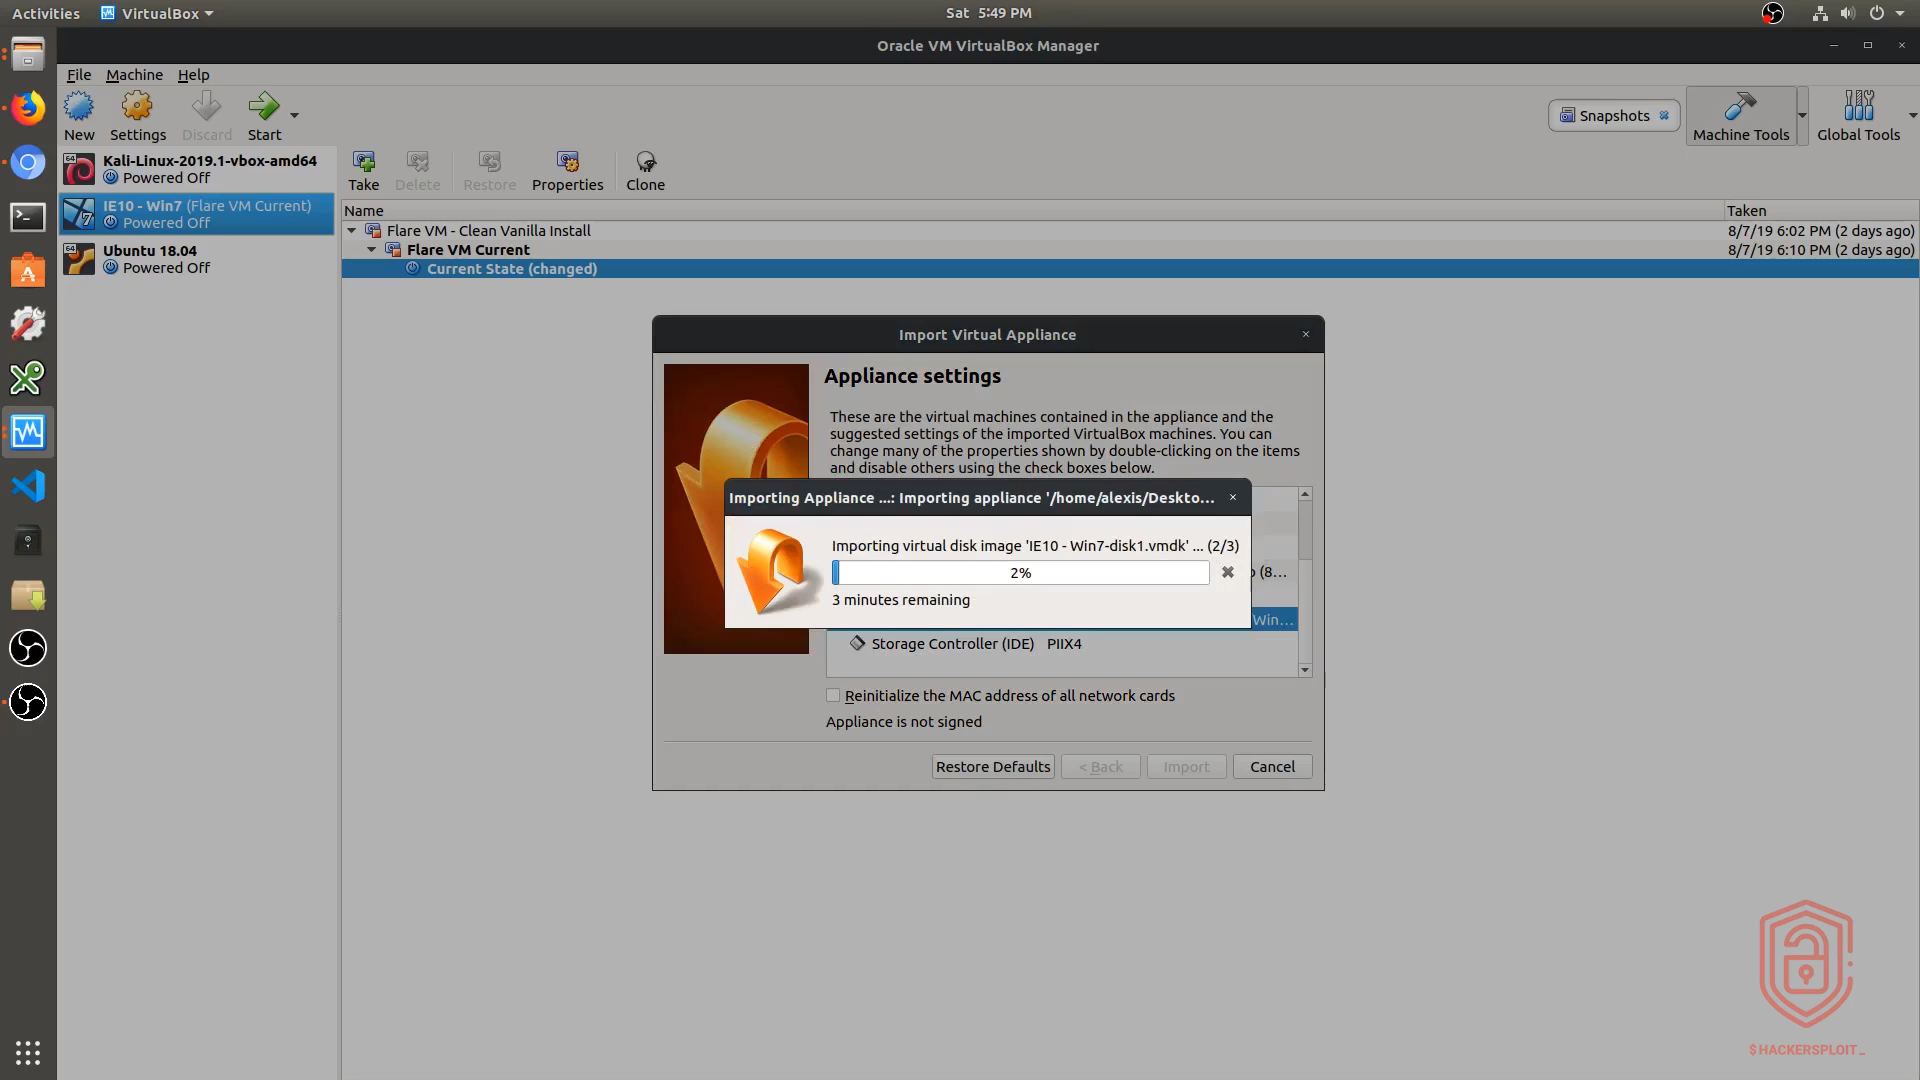 Activities
VirtualBox
Sat 5:49 PM
Oracle VM VirtualBox Manager
File Machine Help
New
Settings
Discard
Start
Snapshots
Machine Tools
Global Tools
64
Kali-Linux-2019.1-vbox-amd64
Powered Off
7
IE10 - Win7 (Flare VM Current)
Powered Off
64
Ubuntu 18.04
Powered Off
Take
Delete
Restore
Properties
Clone
Name Taken
Flare VM - Clean Vanilla Install 8/7/19 6:02 PM (2 days ago)
Flare VM Current 8/7/19 6:10 PM (2 days ago)
Current State (changed)
Import Virtual Appliance
Appliance settings
These are the virtual machines contained in the appliance and the
suggested settings of the imported VirtualBox machines. You can
change many of the properties shown by double-clicking on the items
and disable others using the check boxes below.
Importing Appliance ...: Importing appliance '/home/alexis/Deskto...
Importing virtual disk image 'IE10 - Win7-disk1.vmdk' ... (2/3)
2%
3 minutes remaining
(8...
Win...
Storage Controller (IDE) PIIX4
Reinitialize the MAC address of all network cards
Appliance is not signed
Restore Defaults
< Back
Import
Cancel
$HACKERSPLOIT_